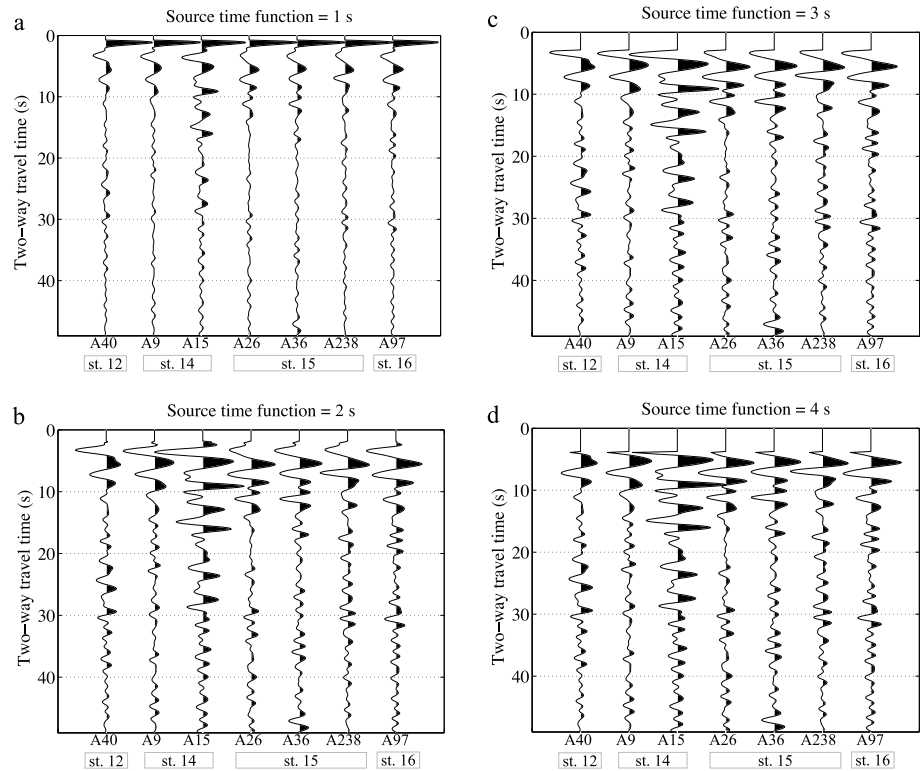 a
Source time function = 1 s
Two−way travel time (s)
0
10
20
30
40
A40 A9 A15 A26 A36 A238 A97
st. 12 st. 14 st. 15 st. 16
b
Source time function = 2 s
Two−way travel time (s)
0
10
20
30
40
A40 A9 A15 A26 A36 A238 A97
st. 12 st. 14 st. 15 st. 16
c
Source time function = 3 s
Two−way travel time (s)
0
10
20
30
40
A40 A9 A15 A26 A36 A238 A97
st. 12 st. 14 st. 15 st. 16
d
Source time function = 4 s
Two−way travel time (s)
0
10
20
30
40
A40 A9 A15 A26 A36 A238 A97
st. 12 st. 14 st. 15 st. 16